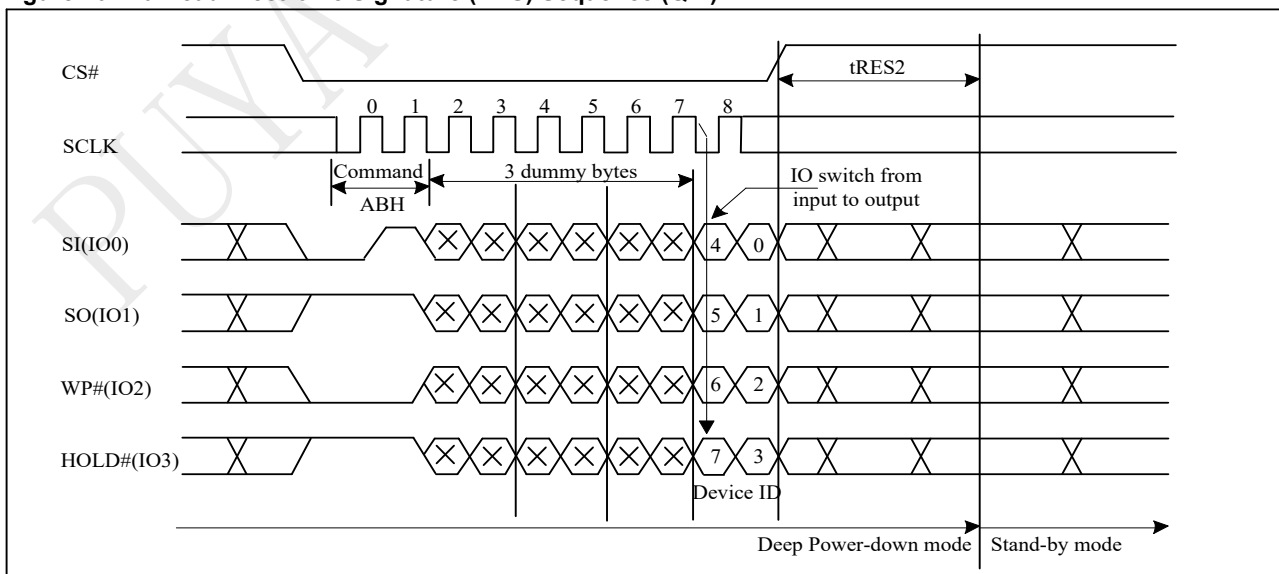 PUYA
CS#
tRES2
0 1 2 3 4 5 6 7 8
SCLK
Command
3 dummy bytes
IO switch from
input to output
ABH
SI(IO0)
4 0
SO(IO1)
5 1
WP#(IO2)
6 2
HOLD#(IO3)
7 3
Device ID
Deep Power-down mode Stand-by mode